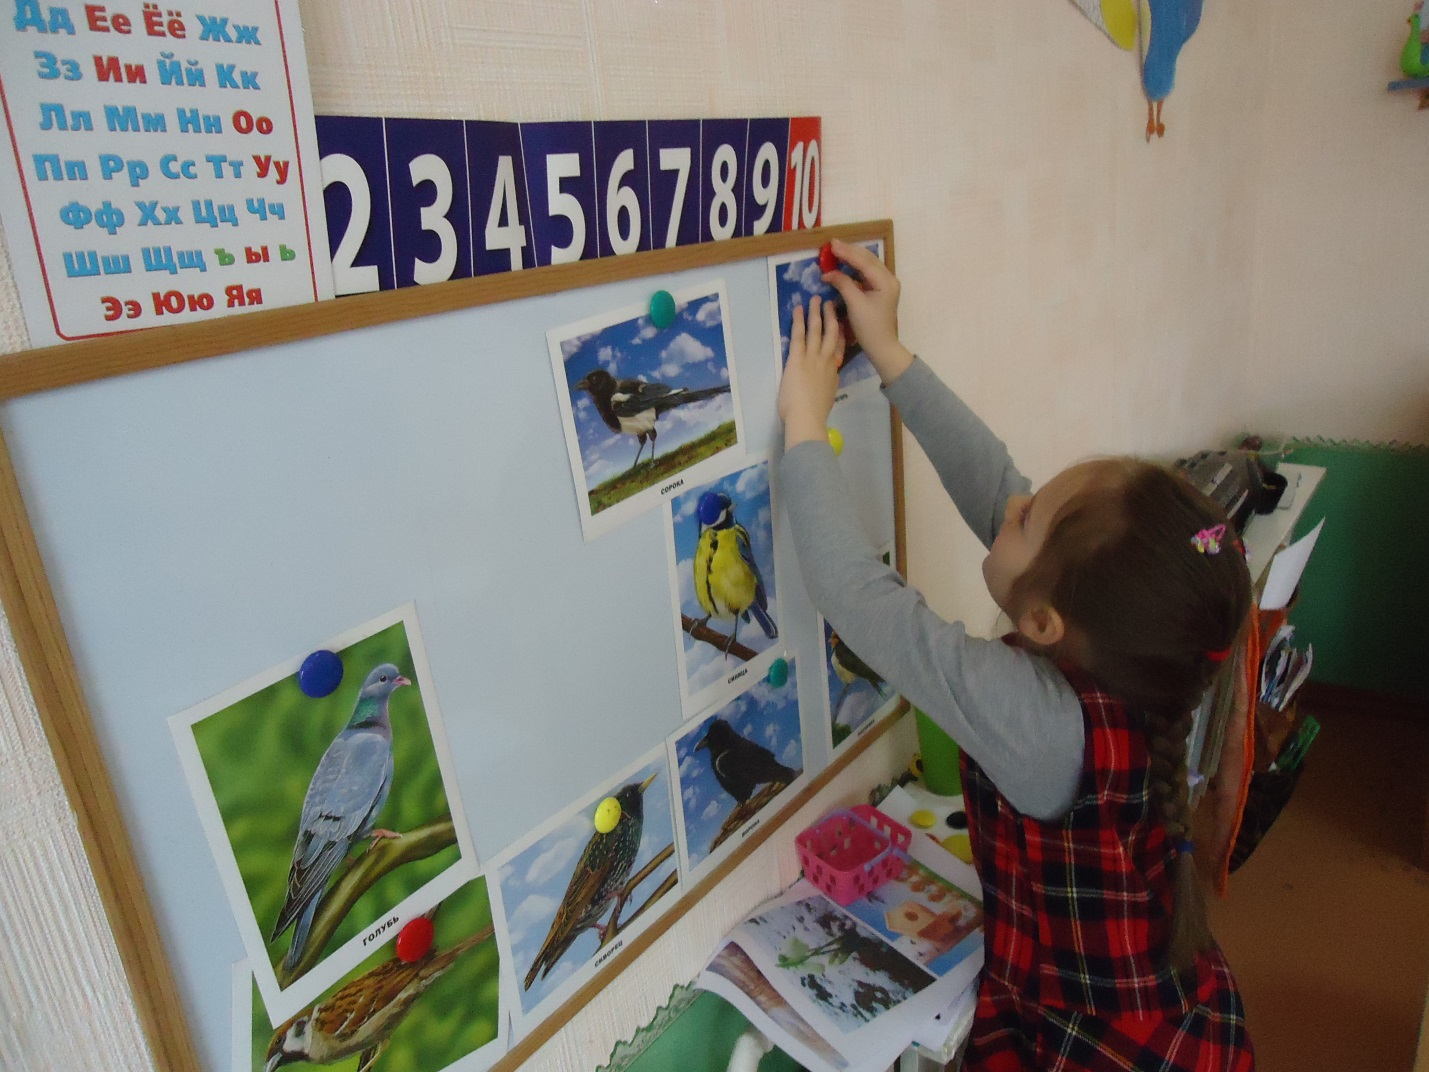 Дд Ее Ёё Жж
Зз Ии Йй Кк
Лл Мм Нн Оо
Пп Рр Сс Тт Уу
Фф Хх Цц Чч
Шш Щщ ъ ы ь
Ээ Юю Яя
2 3 4 5 6 7 8 9 10
СОРОКА
СИНИЦА
ГОЛУБЬ
СКВОРЕЦ